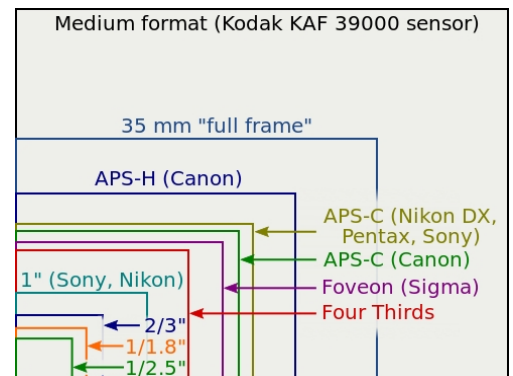 Medium format (Kodak KAF 39000 sensor)
35 mm "full frame"
APS-H (Canon)
APS-C (Nikon DX,
Pentax, Sony)
APS-C (Canon)
1" (Sony, Nikon)
Foveon (Sigma)
Four Thirds
2/3"
1/1.8"
1/2.5"